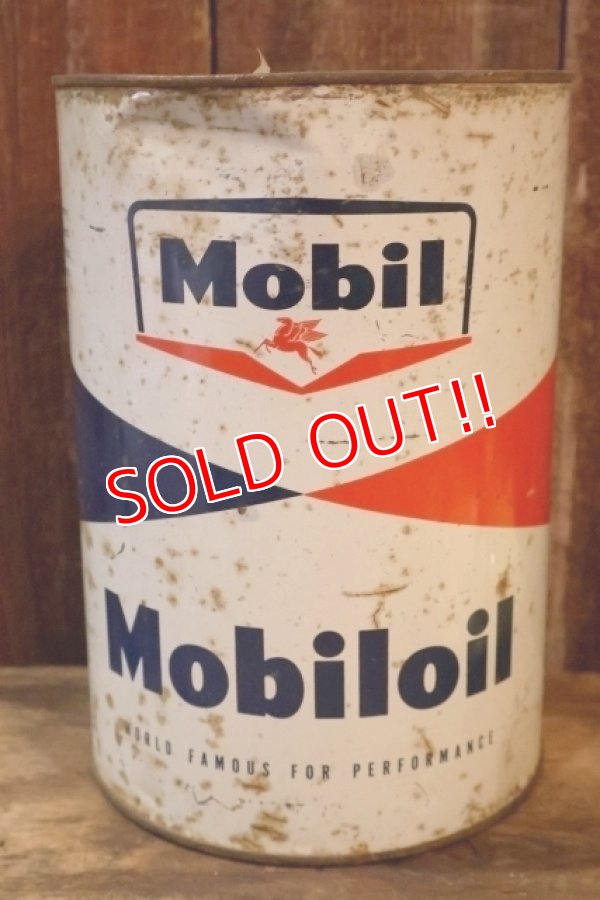 Mobil
SOLD OUT!!
Mobiloil
WORLD FAMOUS FOR PERFORMANCE